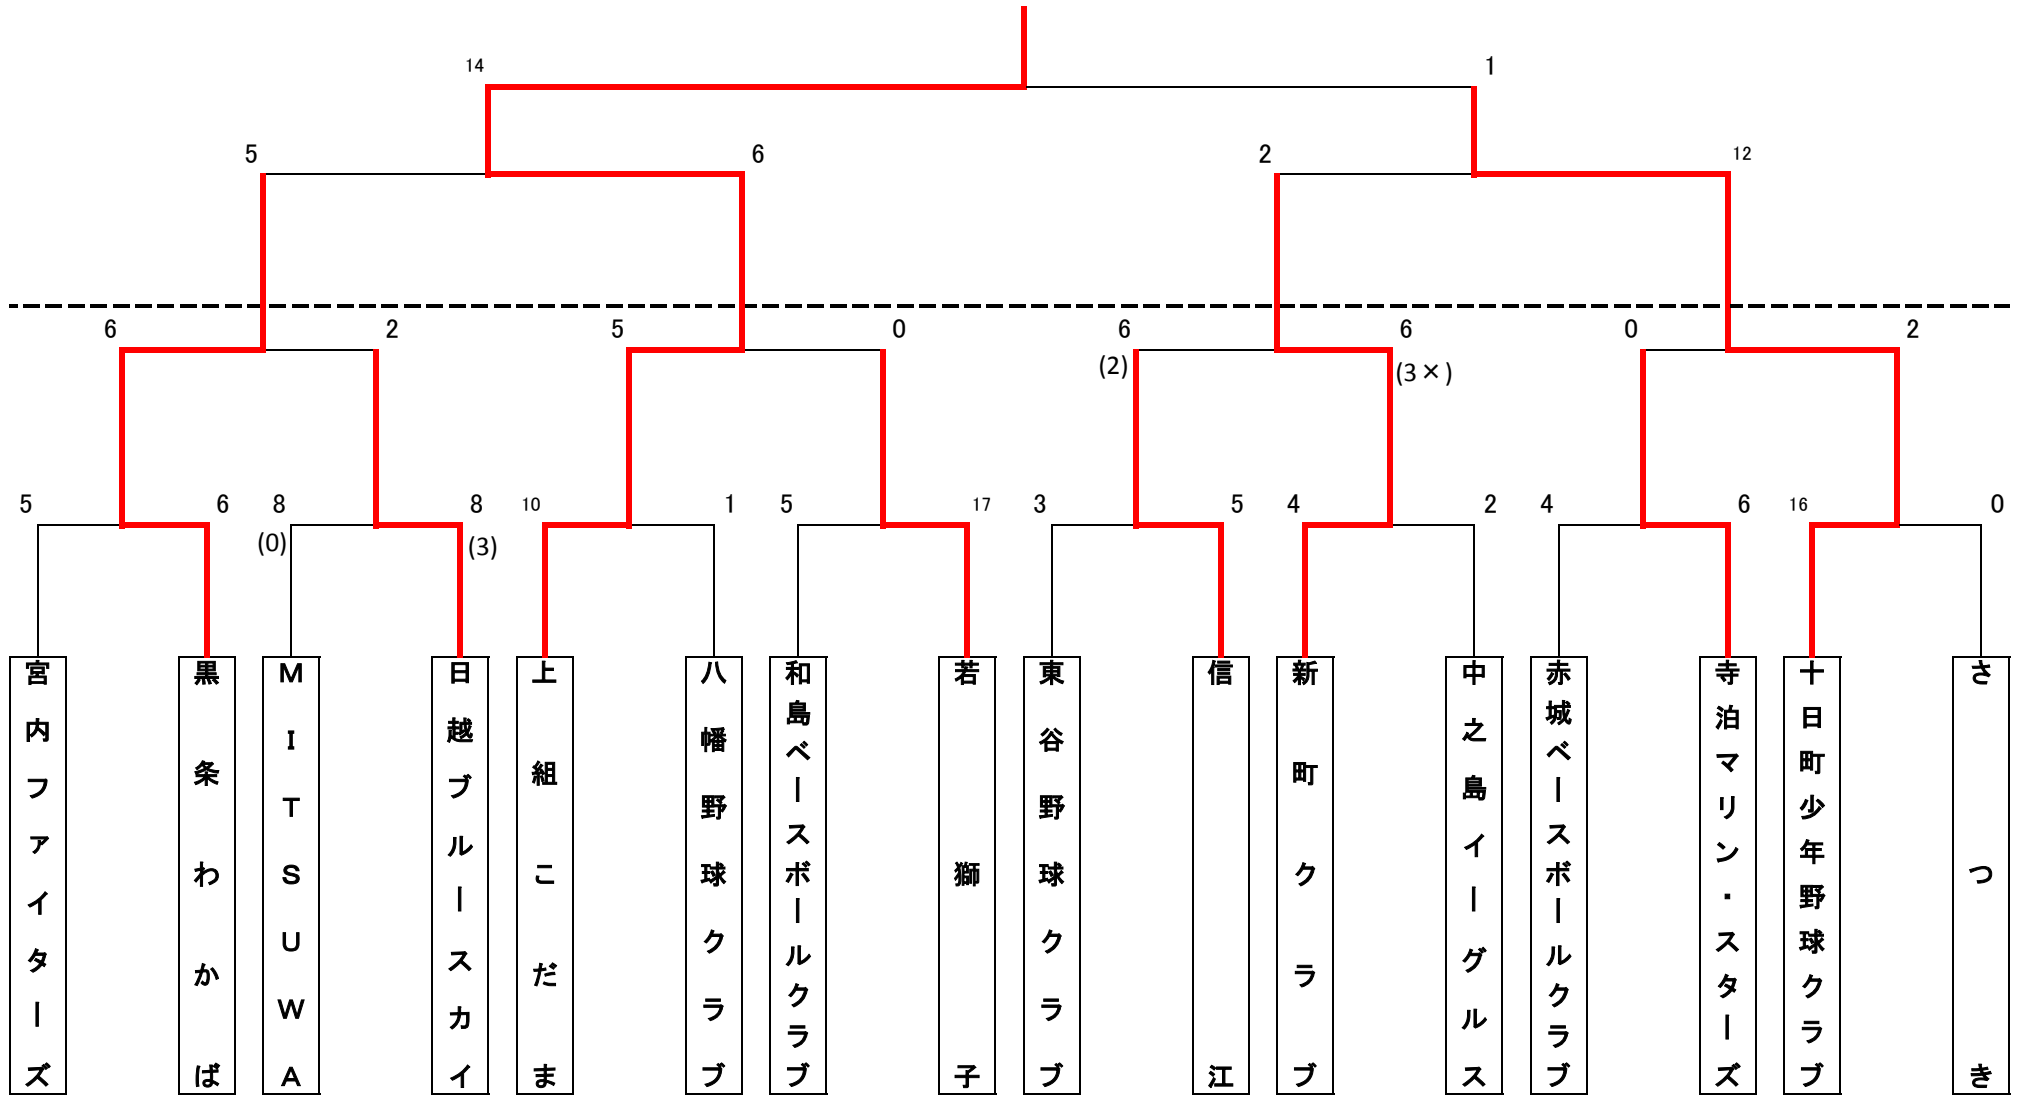 14 1
5 6 2 12
6 2 5 0 6 6 0 2
(2) (3×)
5 6 8 8 10 1 5 17 3 5 4 2 4 6 16 0
(0) (3)
宮内ファイターズ
黒条わかば
MITSUWA
日越ブルースカイ
上組こだま
八幡野球クラブ
和島ベースボールクラブ
若獅子
東谷野球クラブ
信江
新町クラブ
中之島イーグルス
赤城ベースボールクラブ
寺泊マリン・スターズ
十日町少年野球クラブ
さつき